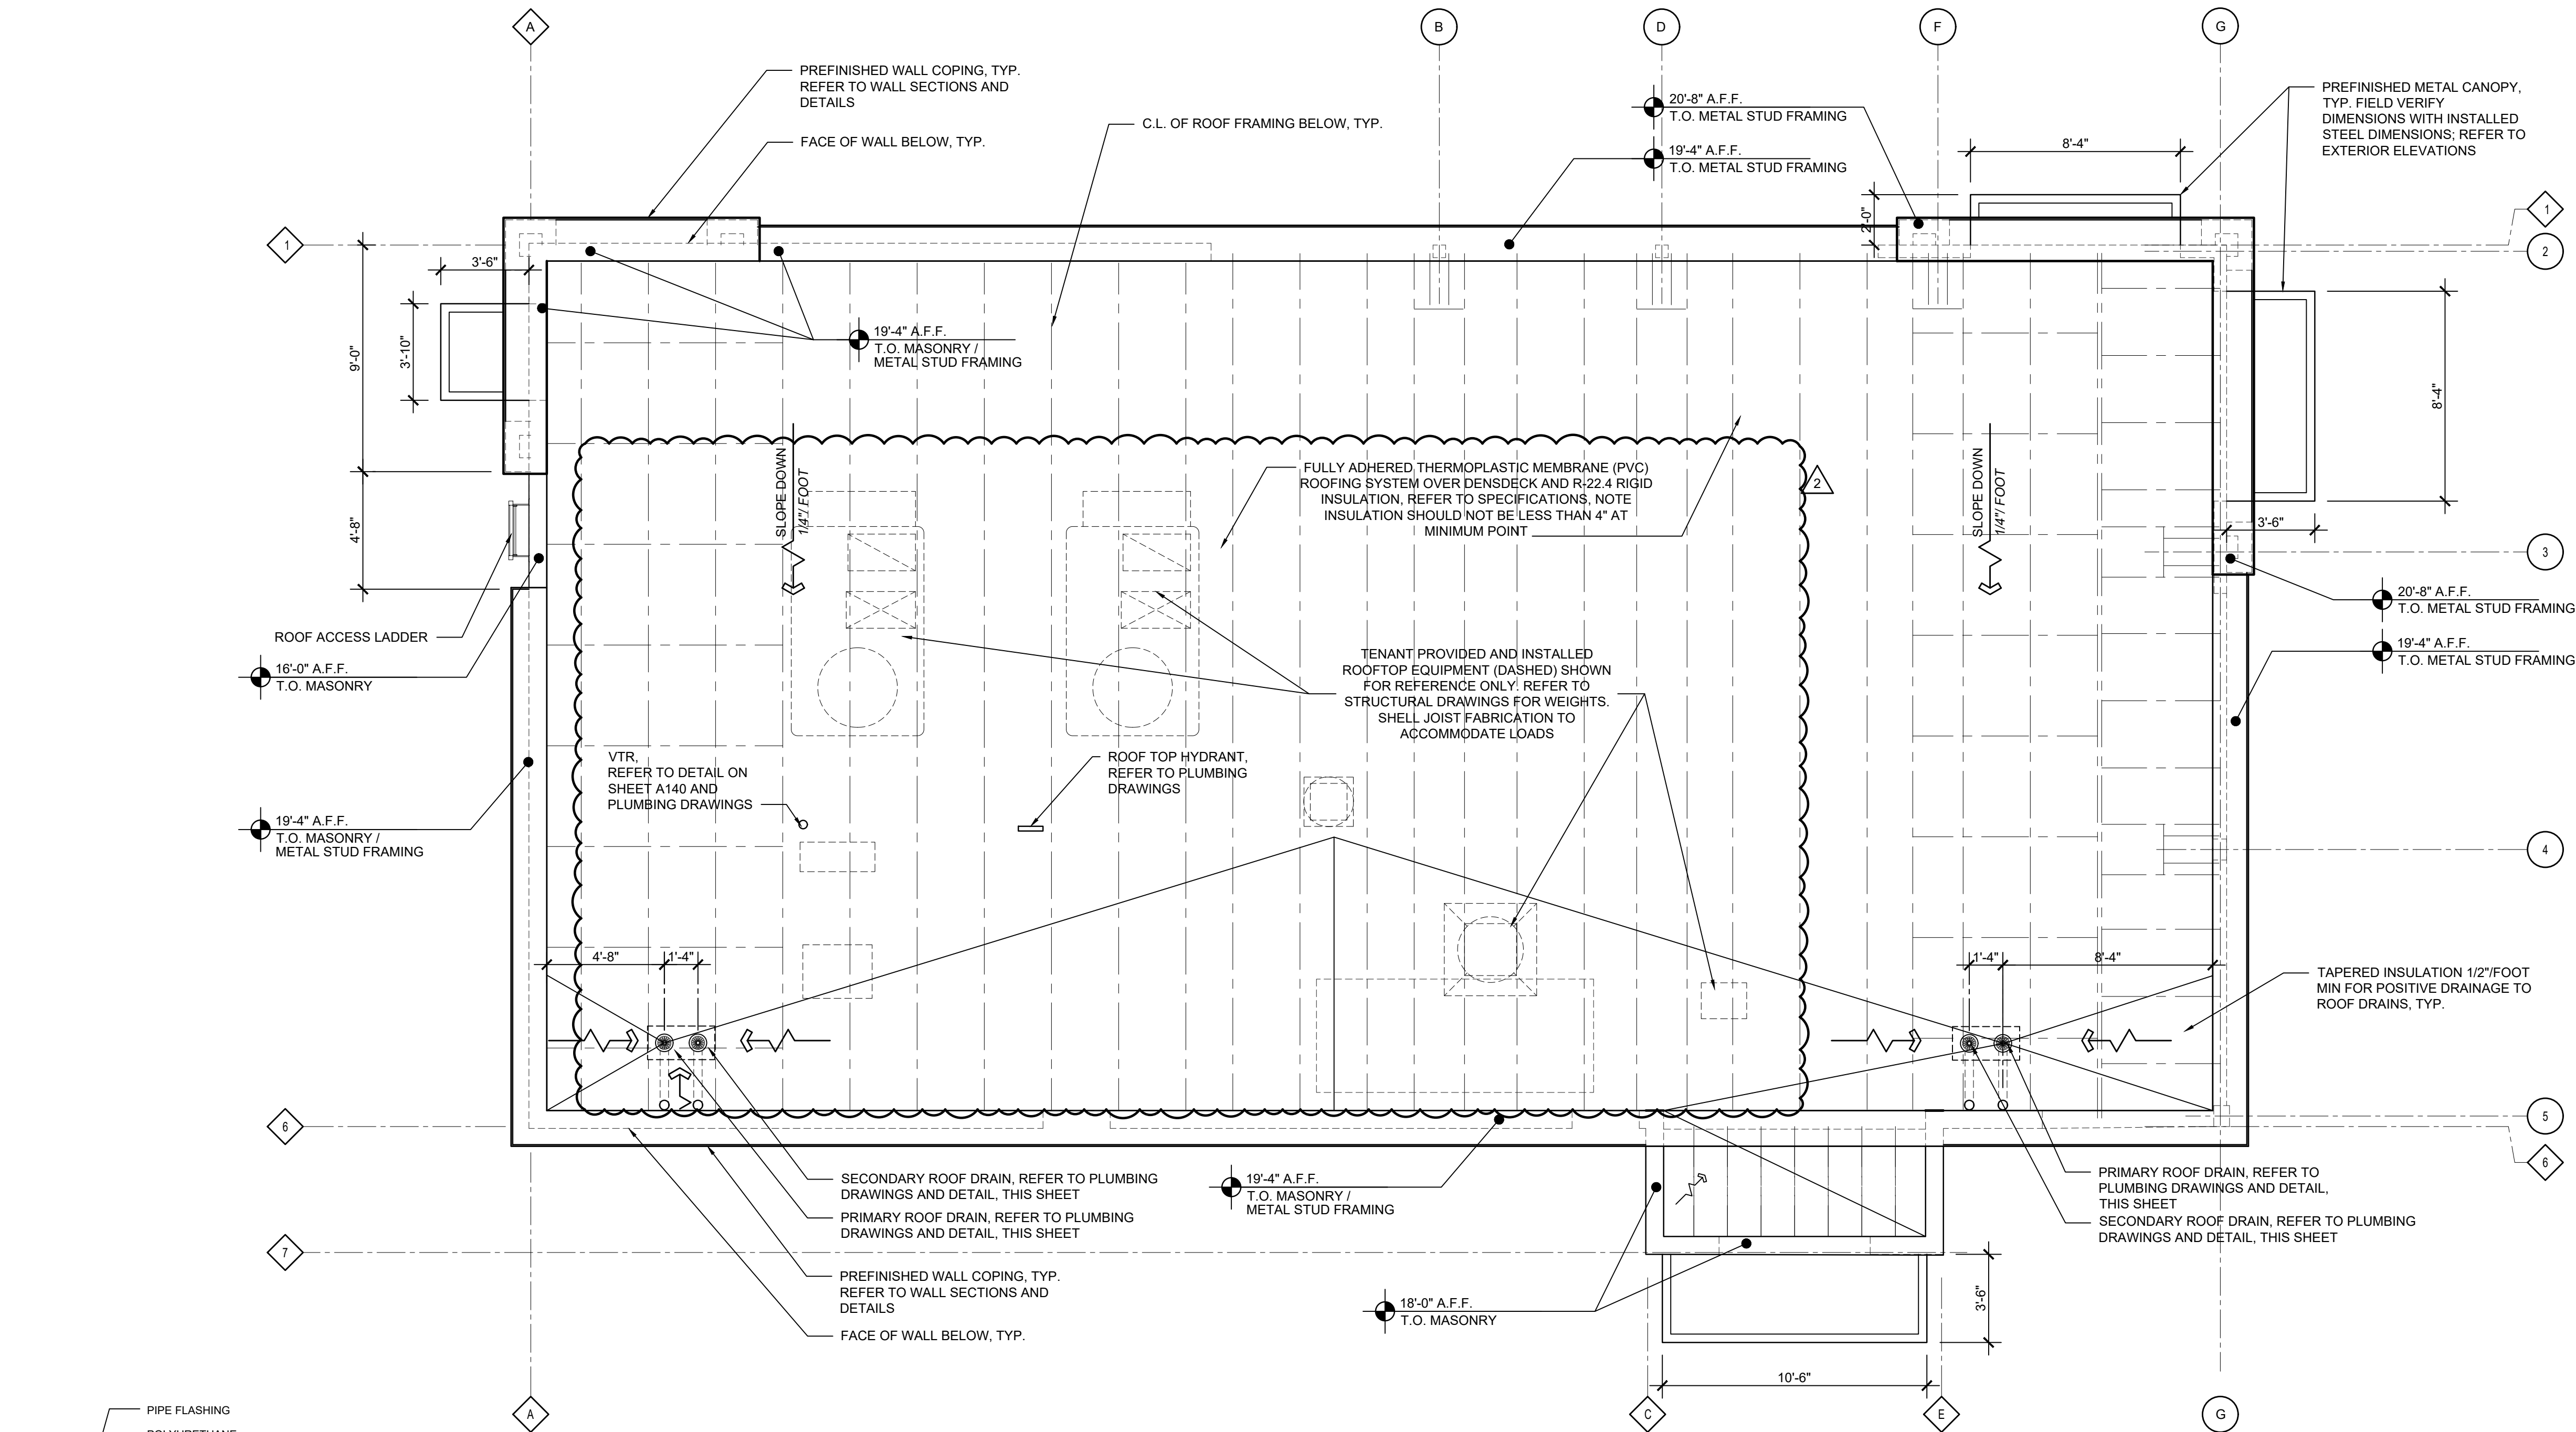 A
B
D
F
G
PREFINISHED WALL COPING, TYP.
REFER TO WALL SECTIONS AND
DETAILS
FACE OF WALL BELOW, TYP.
C.L. OF ROOF FRAMING BELOW, TYP.
20'-8" A.F.F.
T.O. METAL STUD FRAMING
19'-4" A.F.F.
T.O. METAL STUD FRAMING
8'-4"
PREFINISHED METAL CANOPY,
TYP. FIELD VERIFY
DIMENSIONS WITH INSTALLED
STEEL DIMENSIONS; REFER TO
EXTERIOR ELEVATIONS
2'-0"
1
1
2
3'-6"
9'-0"
3'-10"
19'-4" A.F.F.
T.O. MASONRY /
METAL STUD FRAMING
8'-4"
SLOPE DOWN
1/4"/ FOOT
FULLY ADHERED THERMOPLASTIC MEMBRANE (PVC)
ROOFING SYSTEM OVER DENSDECK AND R-22.4 RIGID
INSULATION, REFER TO SPECIFICATIONS, NOTE
INSULATION SHOULD NOT BE LESS THAN 4" AT
MINIMUM POINT
2
SLOPE DOWN
1/4"/ FOOT
4'-8"
3'-6"
3
20'-8" A.F.F.
T.O. METAL STUD FRAMING
19'-4" A.F.F.
T.O. METAL STUD FRAMING
ROOF ACCESS LADDER
16'-0" A.F.F.
T.O. MASONRY
TENANT PROVIDED AND INSTALLED
ROOFTOP EQUIPMENT (DASHED) SHOWN
FOR REFERENCE ONLY. REFER TO
STRUCTURAL DRAWINGS FOR WEIGHTS.
SHELL JOIST FABRICATION TO
ACCOMMODATE LOADS
VTR,
REFER TO DETAIL ON
SHEET A140 AND
PLUMBING DRAWINGS
ROOF TOP HYDRANT,
REFER TO PLUMBING
DRAWINGS
19'-4" A.F.F.
T.O. MASONRY /
METAL STUD FRAMING
4
4'-8"
1'-4"
1'-4"
8'-4"
TAPERED INSULATION 1/2"/FOOT
MIN FOR POSITIVE DRAINAGE TO
ROOF DRAINS, TYP.
6
5
6
SECONDARY ROOF DRAIN, REFER TO PLUMBING
DRAWINGS AND DETAIL, THIS SHEET
PRIMARY ROOF DRAIN, REFER TO PLUMBING
DRAWINGS AND DETAIL, THIS SHEET
19'-4" A.F.F.
T.O. MASONRY /
METAL STUD FRAMING
PRIMARY ROOF DRAIN, REFER TO
PLUMBING DRAWINGS AND DETAIL,
THIS SHEET
SECONDARY ROOF DRAIN, REFER TO PLUMBING
DRAWINGS AND DETAIL, THIS SHEET
7
PREFINISHED WALL COPING, TYP.
REFER TO WALL SECTIONS AND
DETAILS
FACE OF WALL BELOW, TYP.
18'-0" A.F.F.
T.O. MASONRY
3'-6"
10'-6"
PIPE FLASHING
POLYURETHANE
A
C
E
G